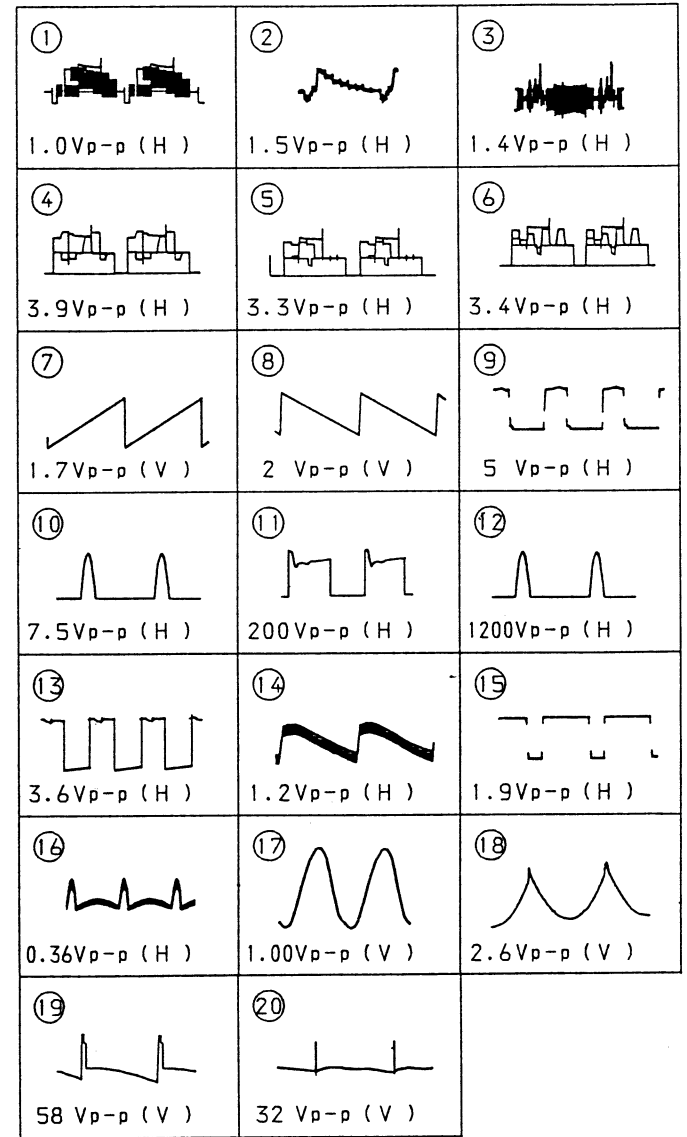 ① ② ③
1.0Vp-p (H ) 1.5Vp-p (H ) 1.4Vp-p (H )
④ ⑤ ⑥
3.9Vp-p (H ) 3.3Vp-p (H ) 3.4Vp-p (H )
⑦ ⑧ ⑨
1.7Vp-p (V ) 2 Vp-p (V ) 5 Vp-p (H )
⑩ ⑪ ⑫
7.5Vp-p (H ) 200Vp-p (H ) 1200Vp-p (H )
⑬ ⑭ ⑮
3.6Vp-p (H ) 1.2Vp-p (H ) 1.9Vp-p (H )
⑯ ⑰ ⑱
0.36Vp-p (H ) 1.00Vp-p (V ) 2.6Vp-p (V )
⑲ ⑳
58 Vp-p (V ) 32 Vp-p (V )